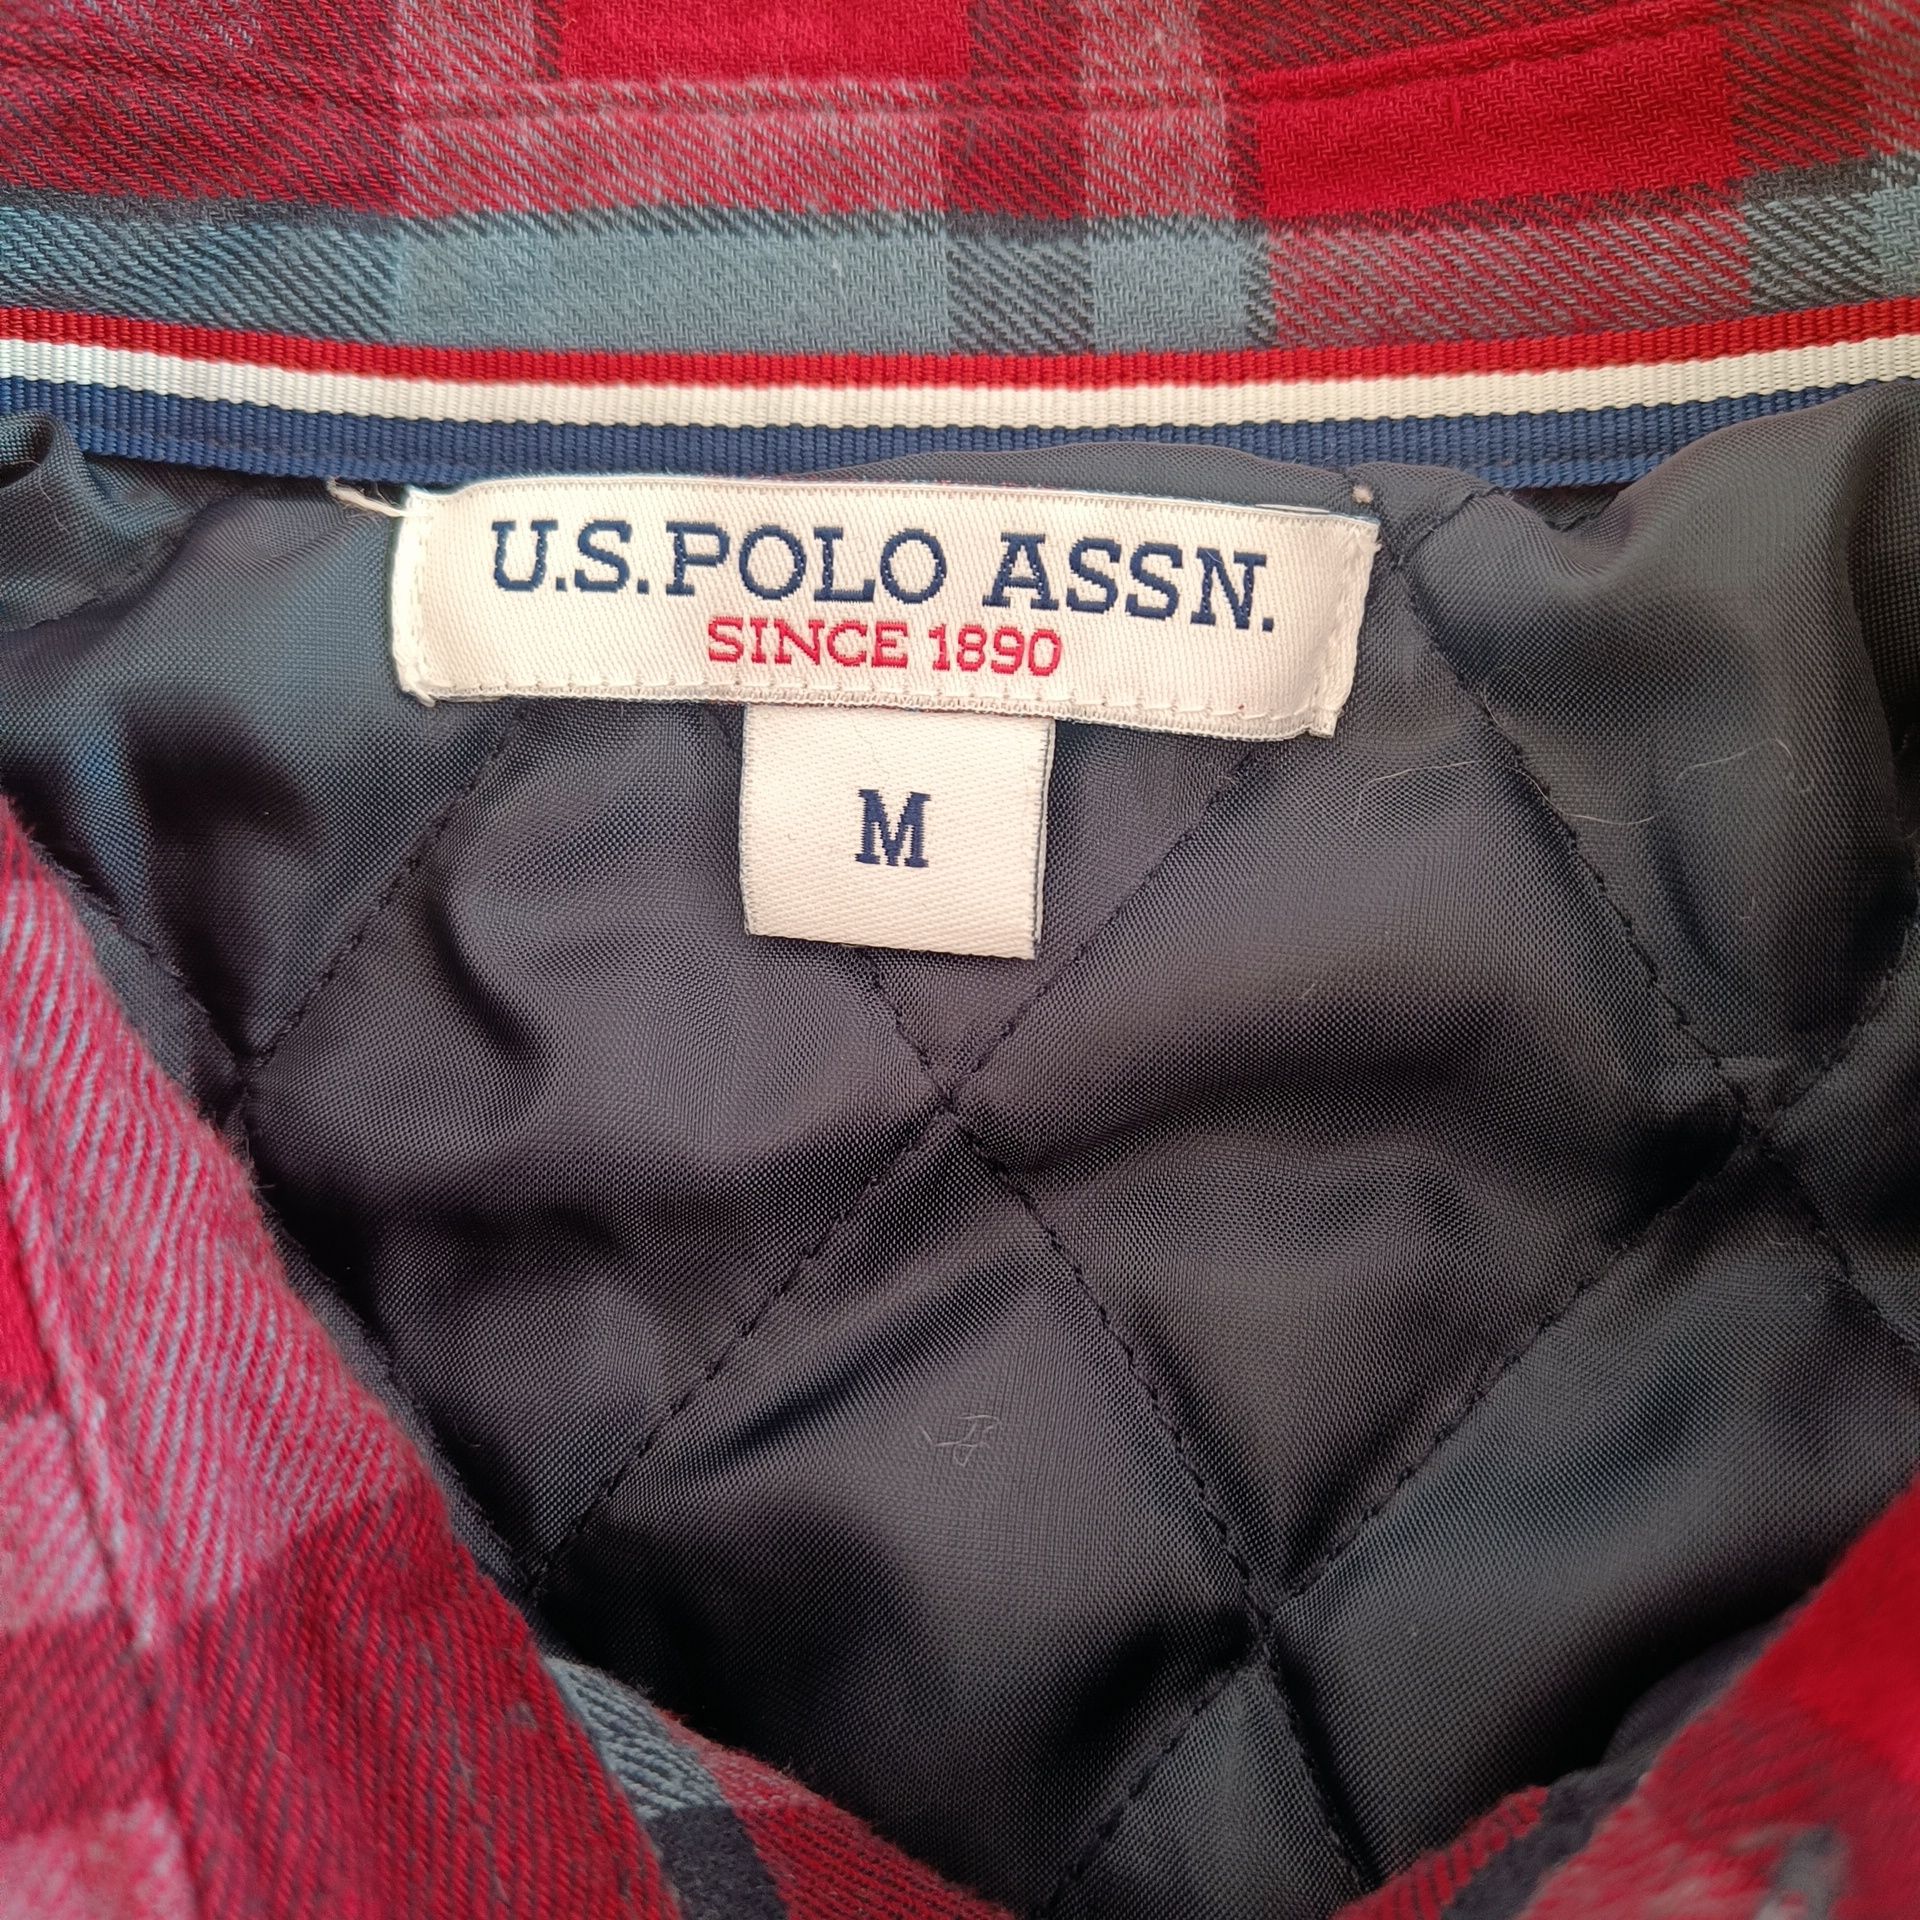 U.S. POLO ASSN.
SINCE 1890
M